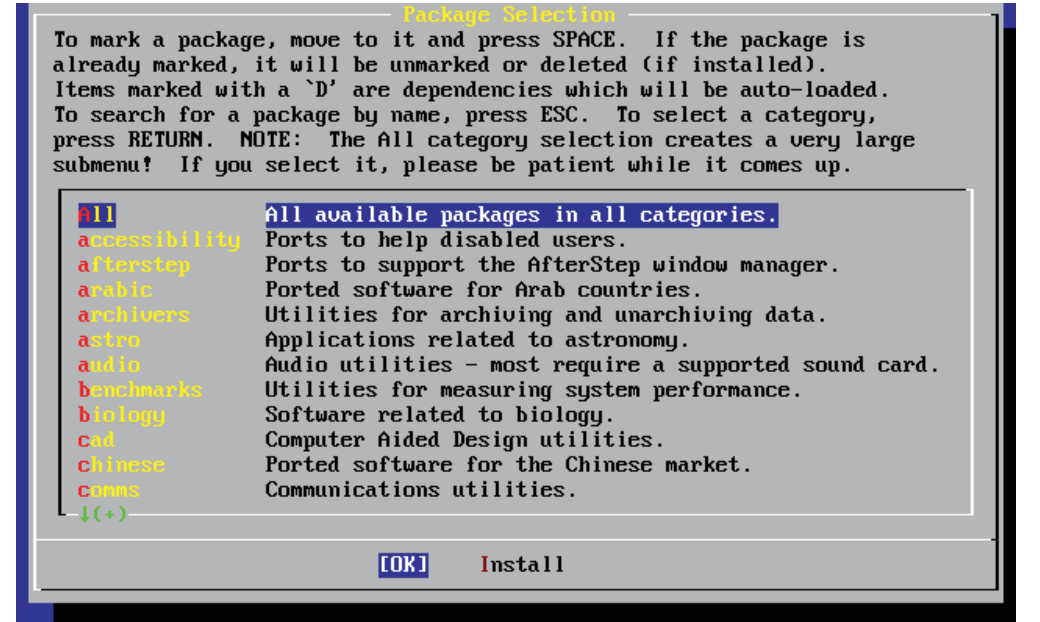 Package Selection
To mark a package, move to it and press SPACE.  If the package is
already marked, it will be unmarked or deleted (if installed).
Items marked with a `D' are dependencies which will be auto-loaded.
To search for a package by name, press ESC.  To select a category,
press RETURN.  NOTE:  The All category selection creates a very large
submenu!  If you select it, please be patient while it comes up.
All All available packages in all categories.
accessibility Ports to help disabled users.
afterstep Ports to support the AfterStep window manager.
arabic Ported software for Arab countries.
archivers Utilities for archiving and unarchiving data.
astro Applications related to astronomy.
audio Audio utilities - most require a supported sound card.
benchmarks Utilities for measuring system performance.
biology Software related to biology.
cad Computer Aided Design utilities.
chinese Ported software for the Chinese market.
comms Communications utilities.
↓(+)
[OK] Install